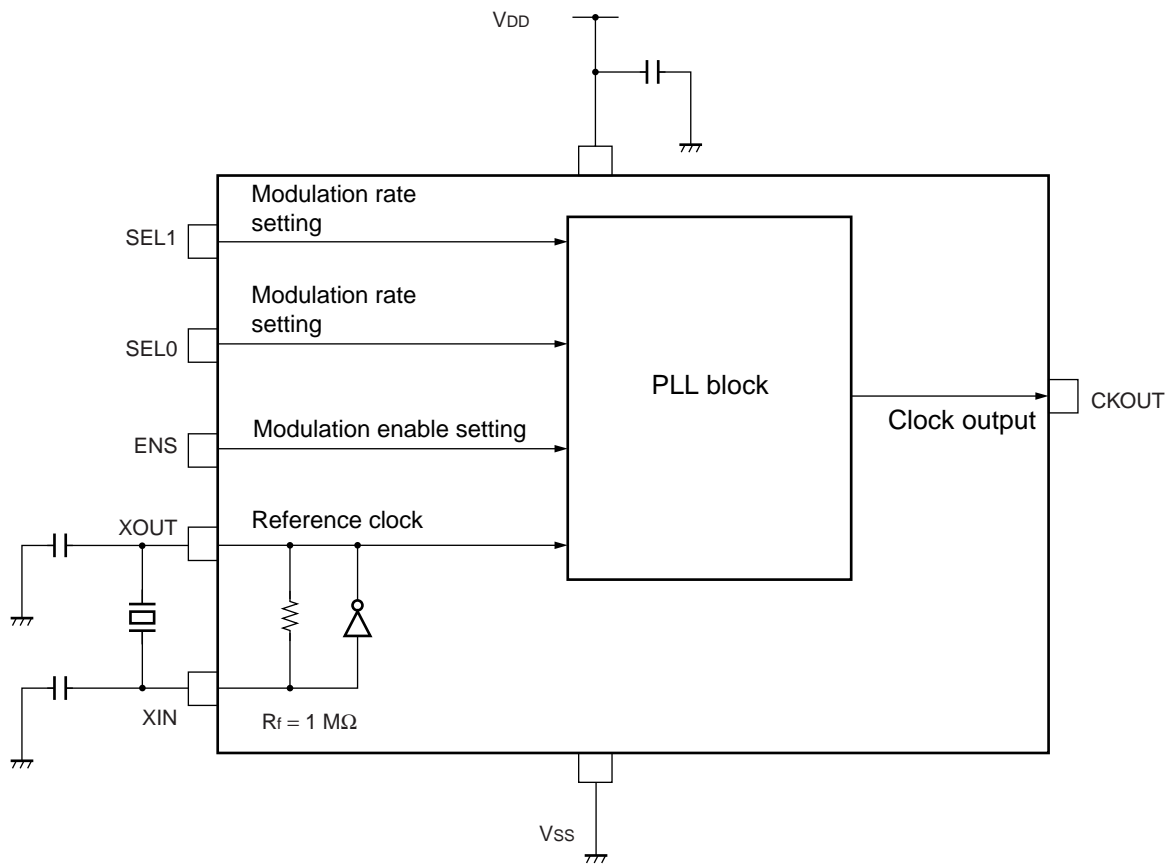 VDD
Modulation rate
setting
SEL1
Modulation rate
setting
SEL0
PLL block
CKOUT
Clock output
Modulation enable setting
ENS
XOUT
Reference clock
XIN
Rf = 1 MΩ
VSS